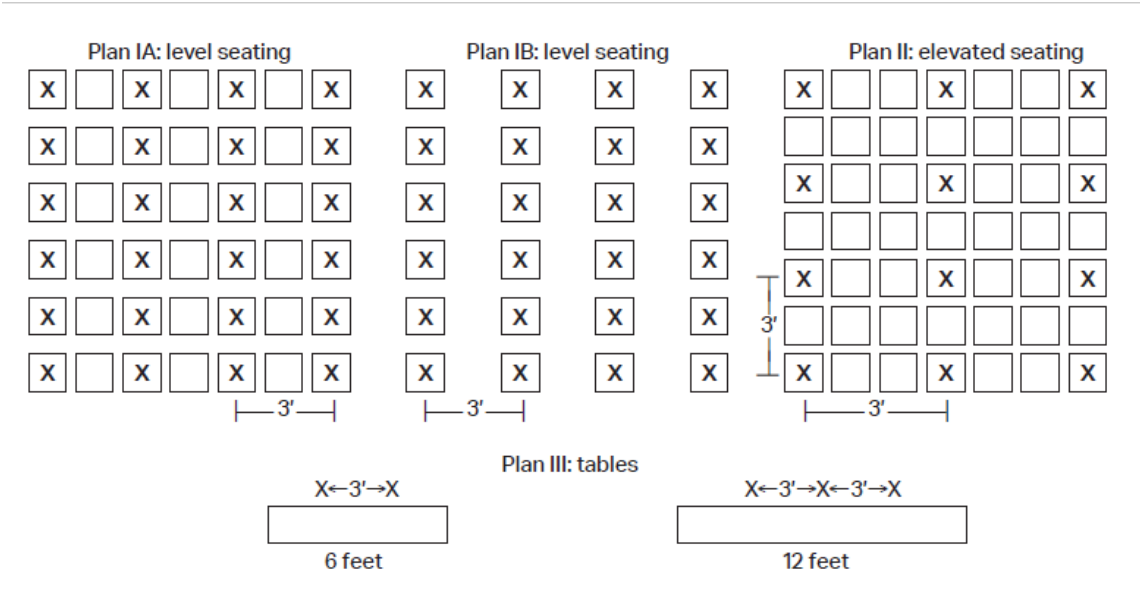 Plan IA: level seating Plan IB: level seating Plan II: elevated seating
X X X X X X X X X X X
X X X X X X X X
X X X
X X X X X X X X
X X X X X X X X
X X X
X X X X X X X X
3'
X X X X X X X X X X X
3' 3' 3'
Plan III: tables
X←3'→X X←3'→X←3'→X
6 feet 12 feet